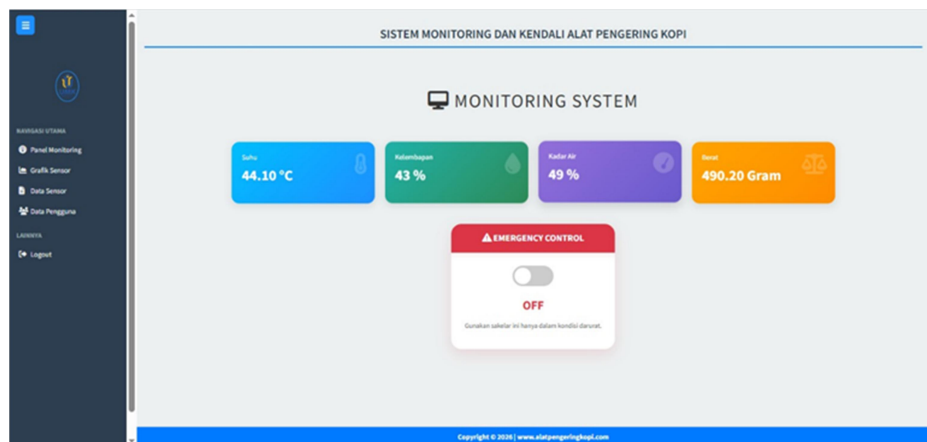 SISTEM MONITORING DAN KENDALI ALAT PENGERING KOPI
NAVIGASI UTAMA
Panel Monitoring
Grafik Sensor
Data Sensor
Data Pengguna
LAINNYA
Logout
MONITORING SYSTEM
Suhu
44.10 °C
Kelembapan
43 %
Kadar Air
49 %
Berat
490.20 Gram
EMERGENCY CONTROL
OFF
Gunakan sakelar ini hanya dalam kondisi darurat.
Copyright © 2026 | www.alatpengeringkopi.com